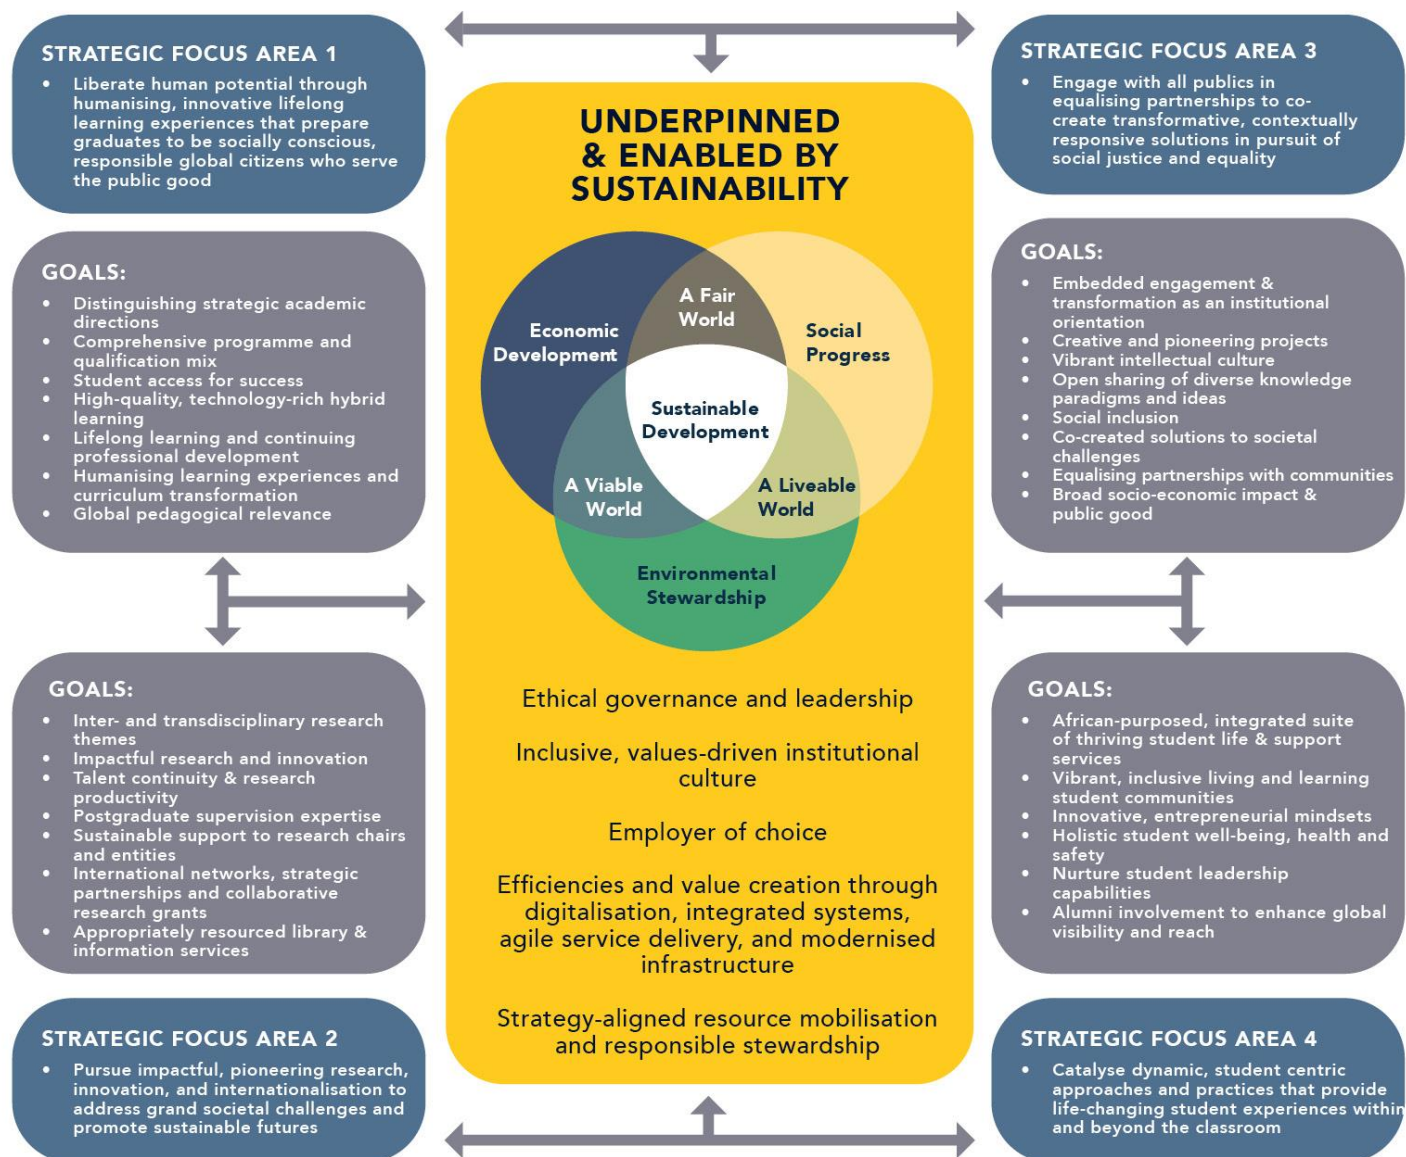 STRATEGIC FOCUS AREA 1
• Liberate human potential through
humanising, innovative lifelong
learning experiences that prepare
graduates to be socially conscious,
responsible global citizens who serve
the public good
GOALS:
• Distinguishing strategic academic
directions
• Comprehensive programme and
qualification mix
• Student access for success
• High-quality, technology-rich hybrid
learning
• Lifelong learning and continuing
professional development
• Humanising learning experiences and
curriculum transformation
• Global pedagogical relevance
GOALS:
• Inter- and transdisciplinary research
themes
• Impactful research and innovation
• Talent continuity & research
productivity
• Postgraduate supervision expertise
• Sustainable support to research chairs
and entities
• International networks, strategic
partnerships and collaborative
research grants
• Appropriately resourced library &
information services
STRATEGIC FOCUS AREA 2
• Pursue impactful, pioneering research,
innovation, and internationalisation to
address grand societal challenges and
promote sustainable futures
UNDERPINNED
& ENABLED BY
SUSTAINABILITY
A Fair
World
Economic
Development
Social
Progress
Sustainable
Development
A Viable
World
A Liveable
World
Environmental
Stewardship
Ethical governance and leadership
Inclusive, values-driven institutional
culture
Employer of choice
Efficiencies and value creation through
digitalisation, integrated systems,
agile service delivery, and modernised
infrastructure
Strategy-aligned resource mobilisation
and responsible stewardship
STRATEGIC FOCUS AREA 3
• Engage with all publics in
equalising partnerships to co-
create transformative, contextually
responsive solutions in pursuit of
social justice and equality
GOALS:
• Embedded engagement &
transformation as an institutional
orientation
• Creative and pioneering projects
• Vibrant intellectual culture
• Open sharing of diverse knowledge
paradigms and ideas
• Social inclusion
• Co-created solutions to societal
challenges
• Equalising partnerships with communities
• Broad socio-economic impact &
public good
GOALS:
• African-purposed, integrated suite
of thriving student life & support
services
• Vibrant, inclusive living and learning
student communities
• Innovative, entrepreneurial mindsets
• Holistic student well-being, health and
safety
• Nurture student leadership
capabilities
• Alumni involvement to enhance global
visibility and reach
STRATEGIC FOCUS AREA 4
• Catalyse dynamic, student centric
approaches and practices that provide
life-changing student experiences within
and beyond the classroom